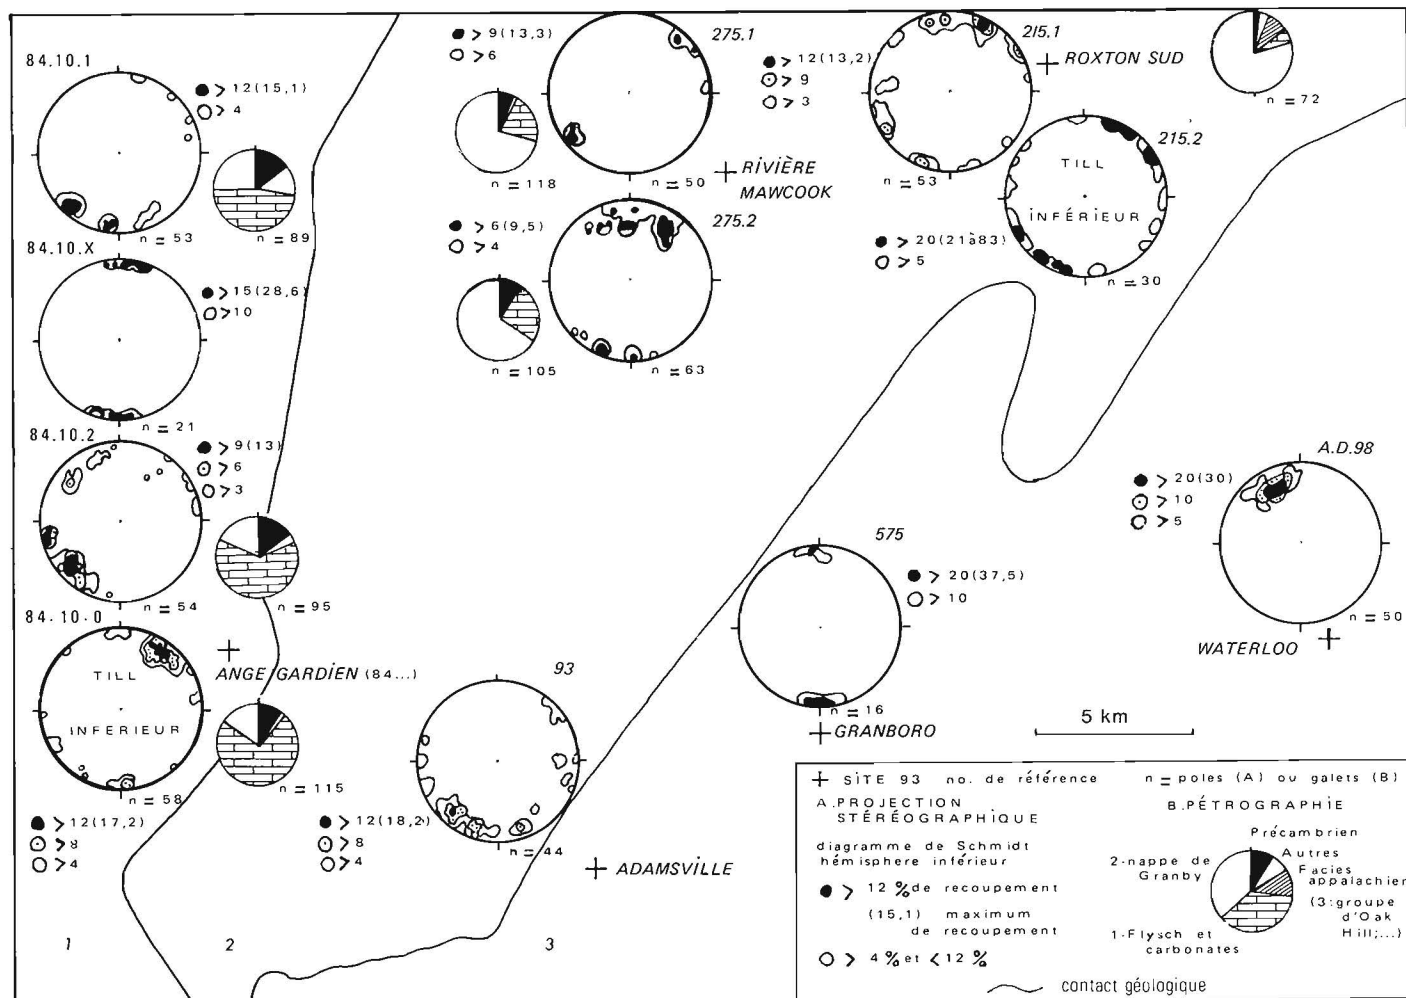 84.10.1
> 12(15,1)
> 4
n = 53
n = 89
84.10.X
> 15(28,6)
> 10
n = 21
84.10.2
> 9(13)
> 6
> 3
n = 54
n = 95
84.10.0
TILL
INFERIEUR
n = 58
n = 115
> 12(17,2)
> 8
> 4
ANGE GARDIEN (84...)
> 9(13,3)
> 6
275.1
n = 118
n = 50
RIVIÈRE
MAWCOOK
> 6(9,5)
> 4
275.2
n = 105
n = 63
> 12(13,2)
> 9
> 3
215.1
n = 53
ROXTON SUD
n = 72
215.2
TILL
INFÉRIEUR
> 20(21à83)
> 5
n = 30
A.D.98
> 20(30)
> 10
> 5
n = 50
WATERLOO
575
> 20(37,5)
> 10
n = 16
GRANBORO
93
> 12(18,2)
> 8
> 4
n = 44
ADAMSVILLE
5 km
1
2
3
SITE 93 no. de référence
n = poles (A) ou galets (B)
A. PROJECTION
STÉRÉOGRAPHIQUE
diagramme de Schmidt
hémisphere inférieur
> 12 % de recoupement
(15,1) maximum
de recoupement
> 4 % et < 12 %
B. PÉTROGRAPHIE
Précambrien
Autres
Facies
appalachien
(3: groupe
d'Oak
Hill;...)
2-nappe de
Granby
1-Flysch et
carbonates
contact géologique